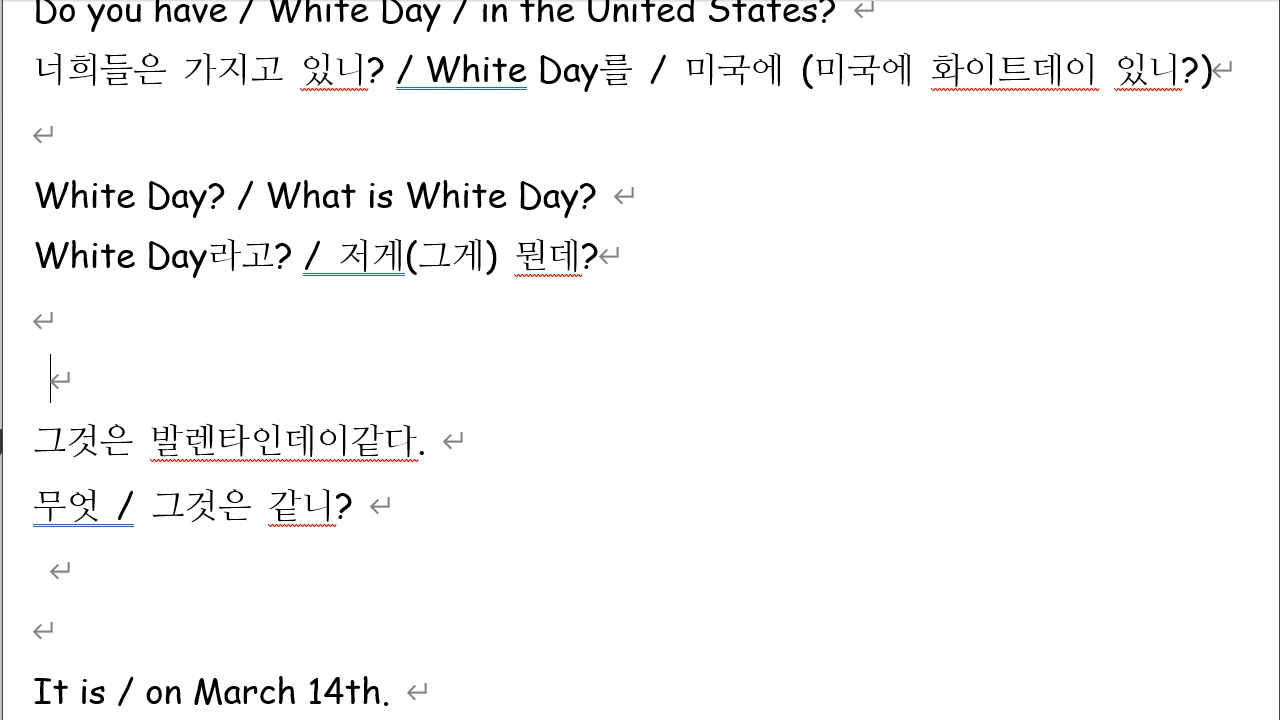 Do you have / White Day / in the United States?
너희들은 가지고 있니? / White Day를 / 미국에 (미국에 화이트데이 있니?)
White Day? / What is White Day?
White Day라고? / 저게(그게) 뭔데?
그것은 발렌타인데이같다.
무엇 / 그것은 같니?
It is / on March 14th.